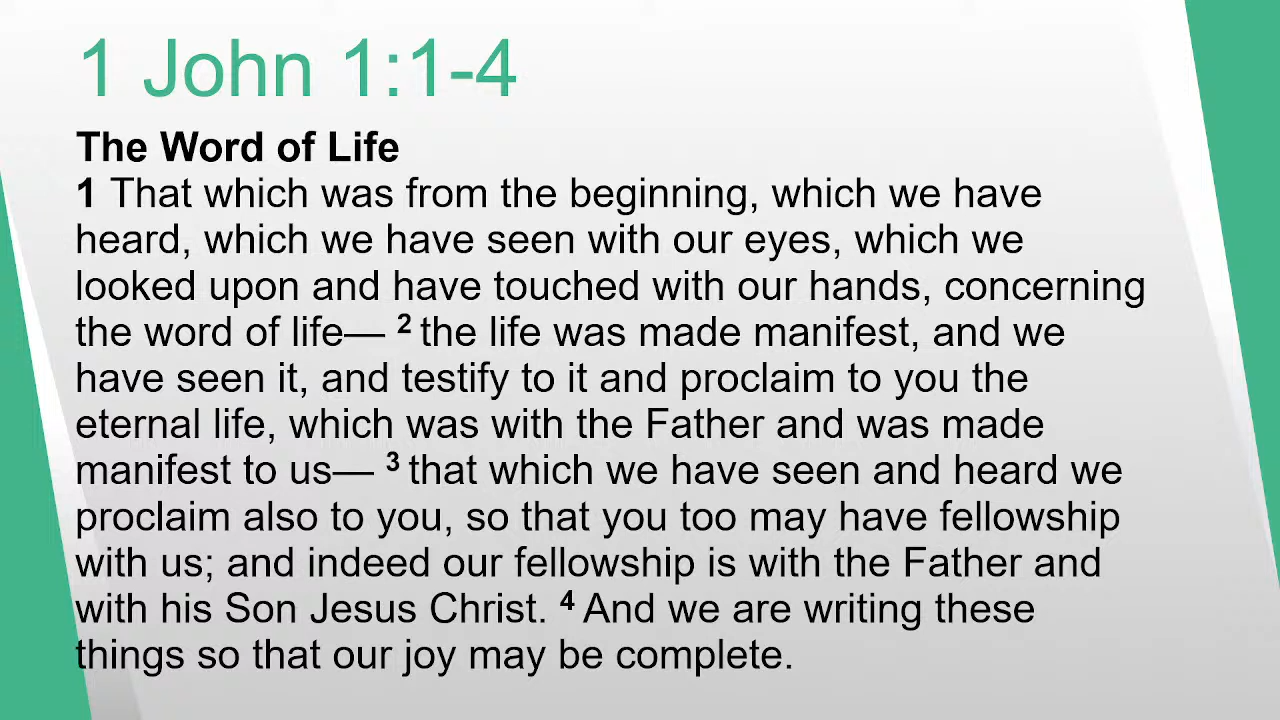 1 John 1:1-4
The Word of Life
1 That which was from the beginning, which we have
heard, which we have seen with our eyes, which we
looked upon and have touched with our hands, concerning
the word of life— 2 the life was made manifest, and we
have seen it, and testify to it and proclaim to you the
eternal life, which was with the Father and was made
manifest to us— 3 that which we have seen and heard we
proclaim also to you, so that you too may have fellowship
with us; and indeed our fellowship is with the Father and
with his Son Jesus Christ. 4 And we are writing these
things so that our joy may be complete.